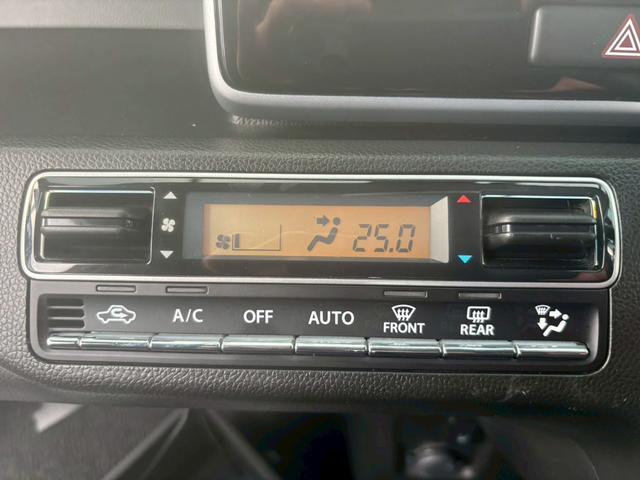 25.0
A/C OFF AUTO FRONT REAR